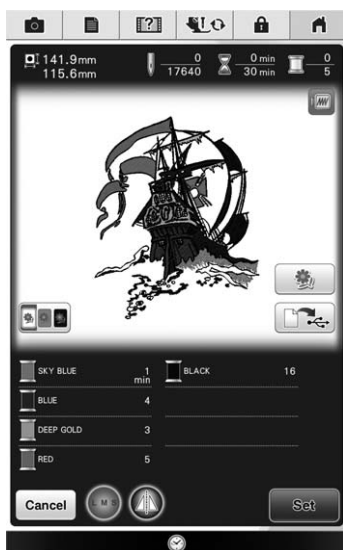 141.9mm
115.6mm
0
17640
0 min
30 min
0
5
SKY BLUE 1 min
BLACK 16
BLUE 4
DEEP GOLD 3
RED 5
Cancel
L M S
Set